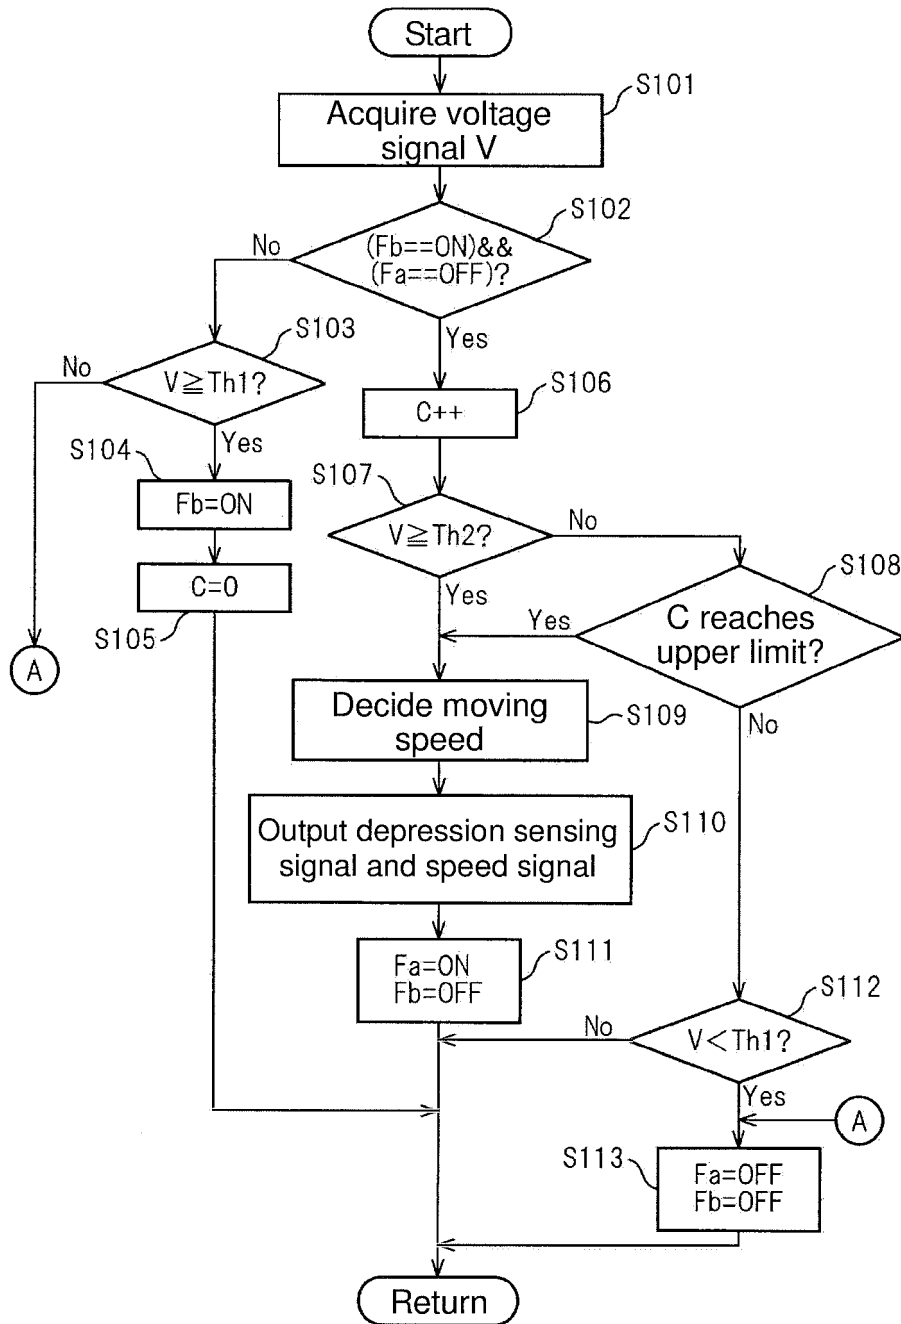 Start
S101
Acquire voltage
signal V
S102
No
(Fb==ON)&&
(Fa==OFF)?
Yes
S103
No
V≧Th1?
Yes
S106
C++
S104
Fb=ON
S107
V≧Th2?
No
Yes
C=0
S105
S108
Yes
C reaches
upper limit?
No
A
Decide moving
speed
S109
Output depression sensing
signal and speed signal
S110
Fa=ON
Fb=OFF
S111
S112
No
V<Th1?
Yes
A
S113
Fa=OFF
Fb=OFF
Return